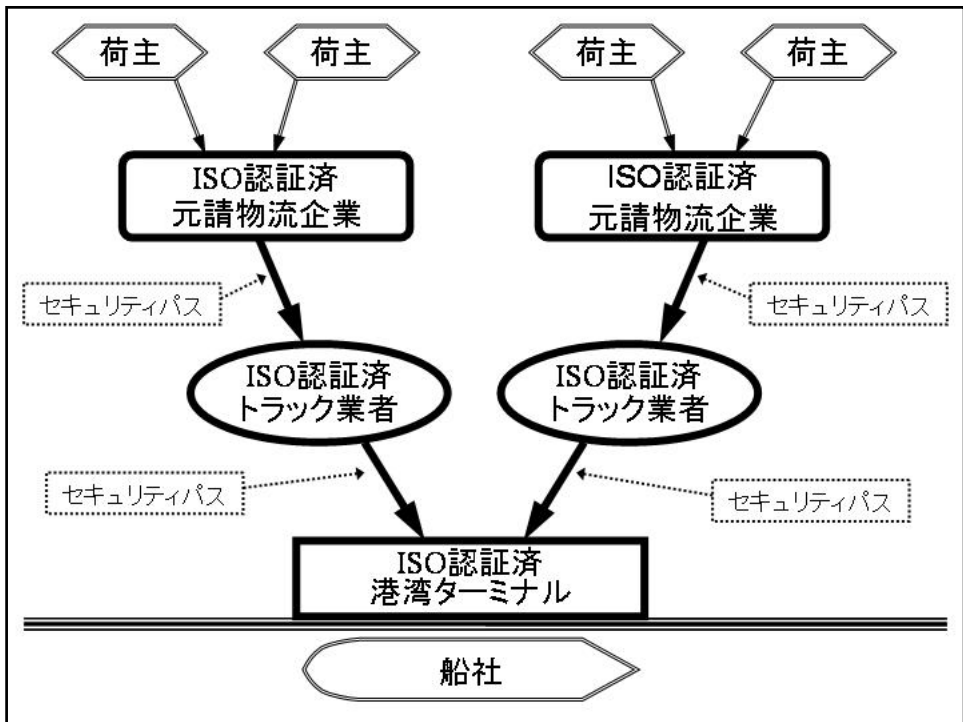 荷主
荷主
荷主
荷主
ISO認証済
元請物流企業
ISO認証済
元請物流企業
セキュリティパス
セキュリティパス
ISO認証済
トラック業者
ISO認証済
トラック業者
セキュリティパス
セキュリティパス
ISO認証済
港湾ターミナル
船社